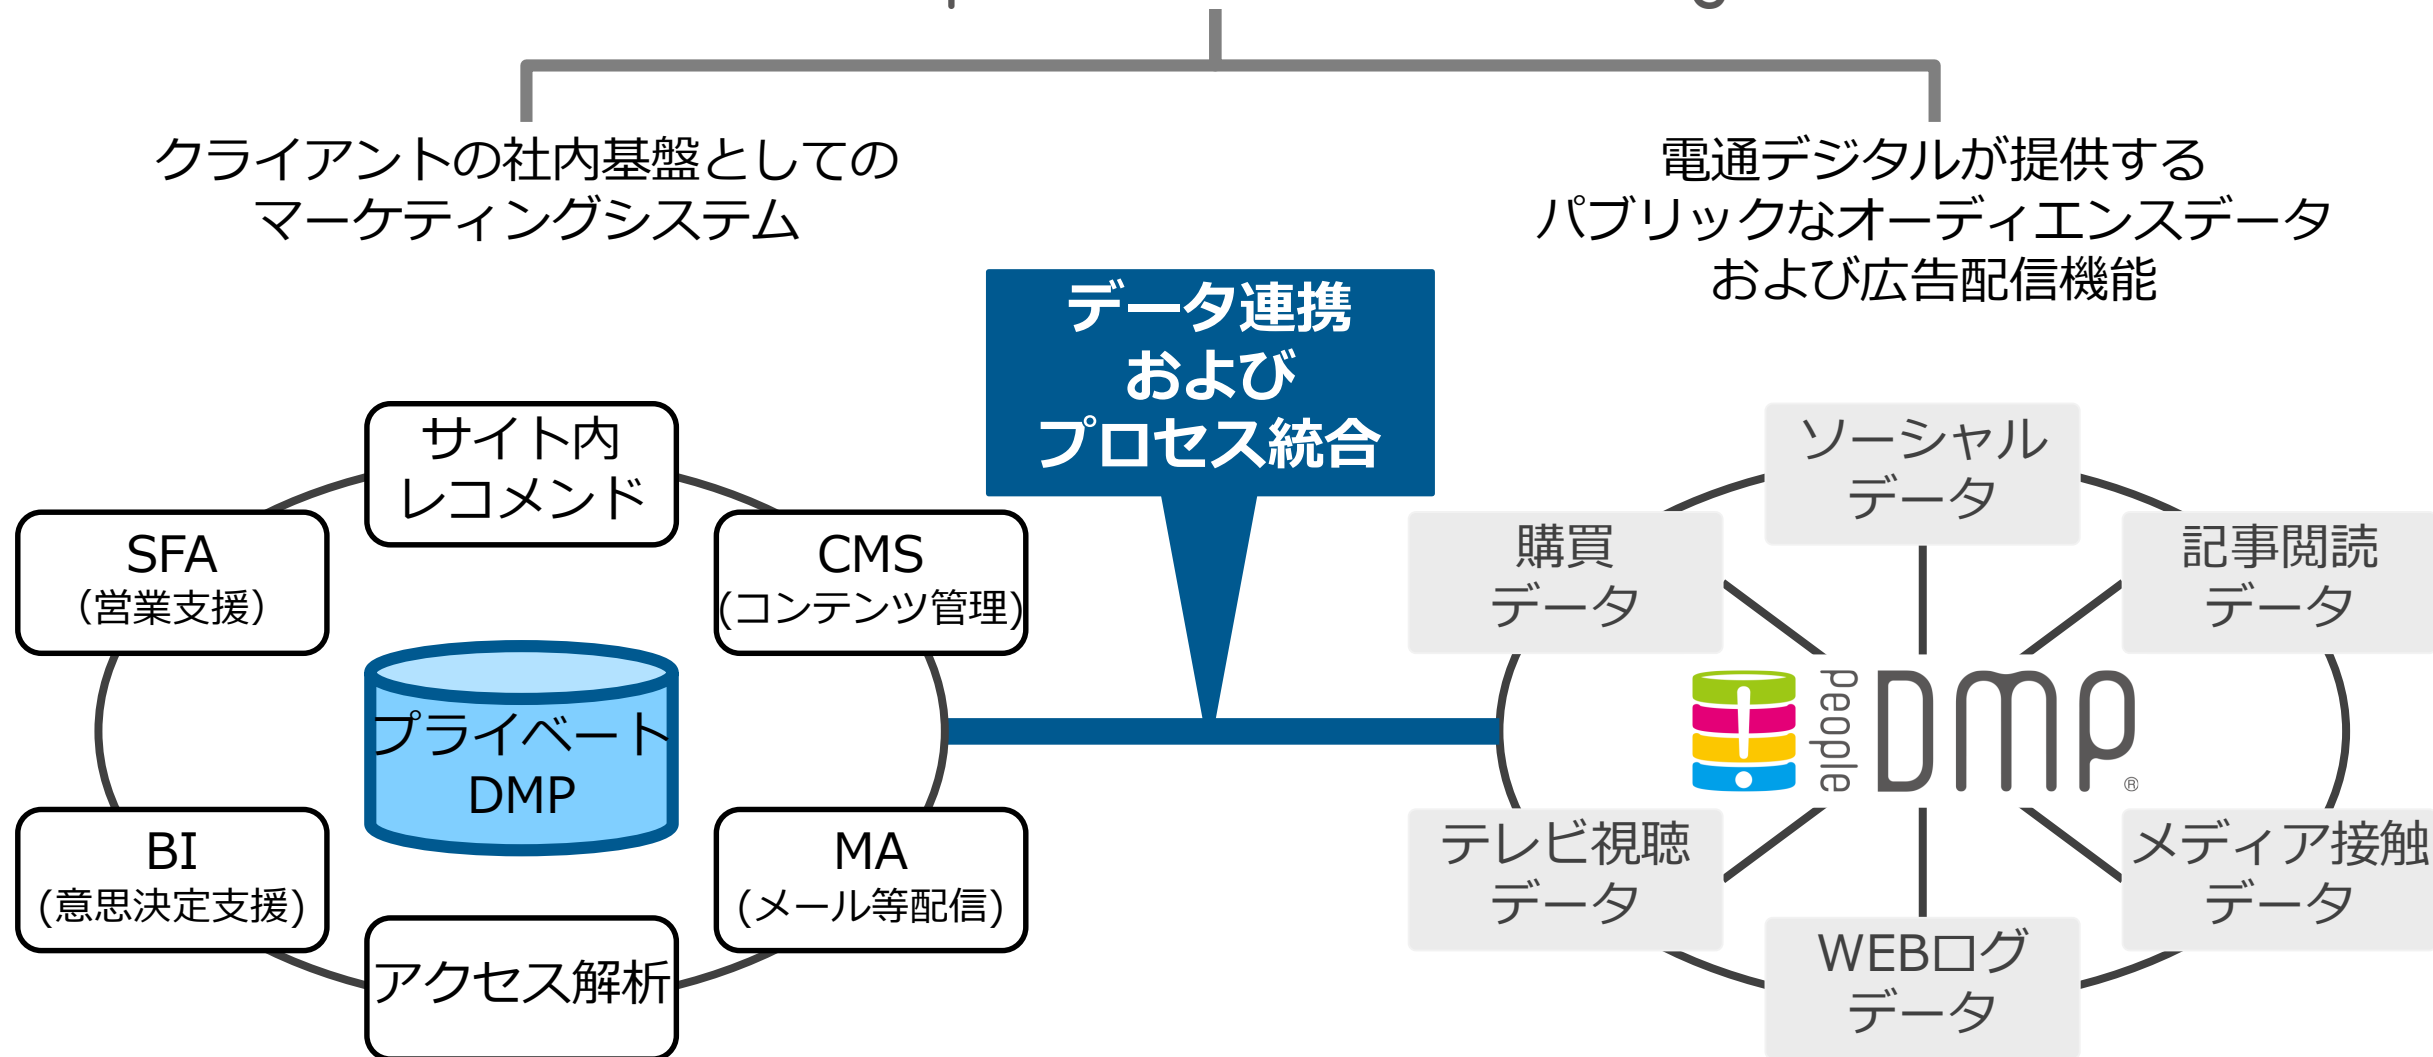 クライアントの社内基盤としての
マーケティングシステム
電通デジタルが提供する
パブリックなオーディエンスデータ
および広告配信機能
データ連携
および
プロセス統合
サイト内
レコメンド
SFA
（営業支援）
CMS
(コンテンツ管理)
プライベート
DMP
BI
(意思決定支援)
MA
(メール等配信)
アクセス解析
ソーシャル
データ
購買
データ
記事閲読
データ
people DMP®
テレビ視聴
データ
メディア接触
データ
WEBログ
データ